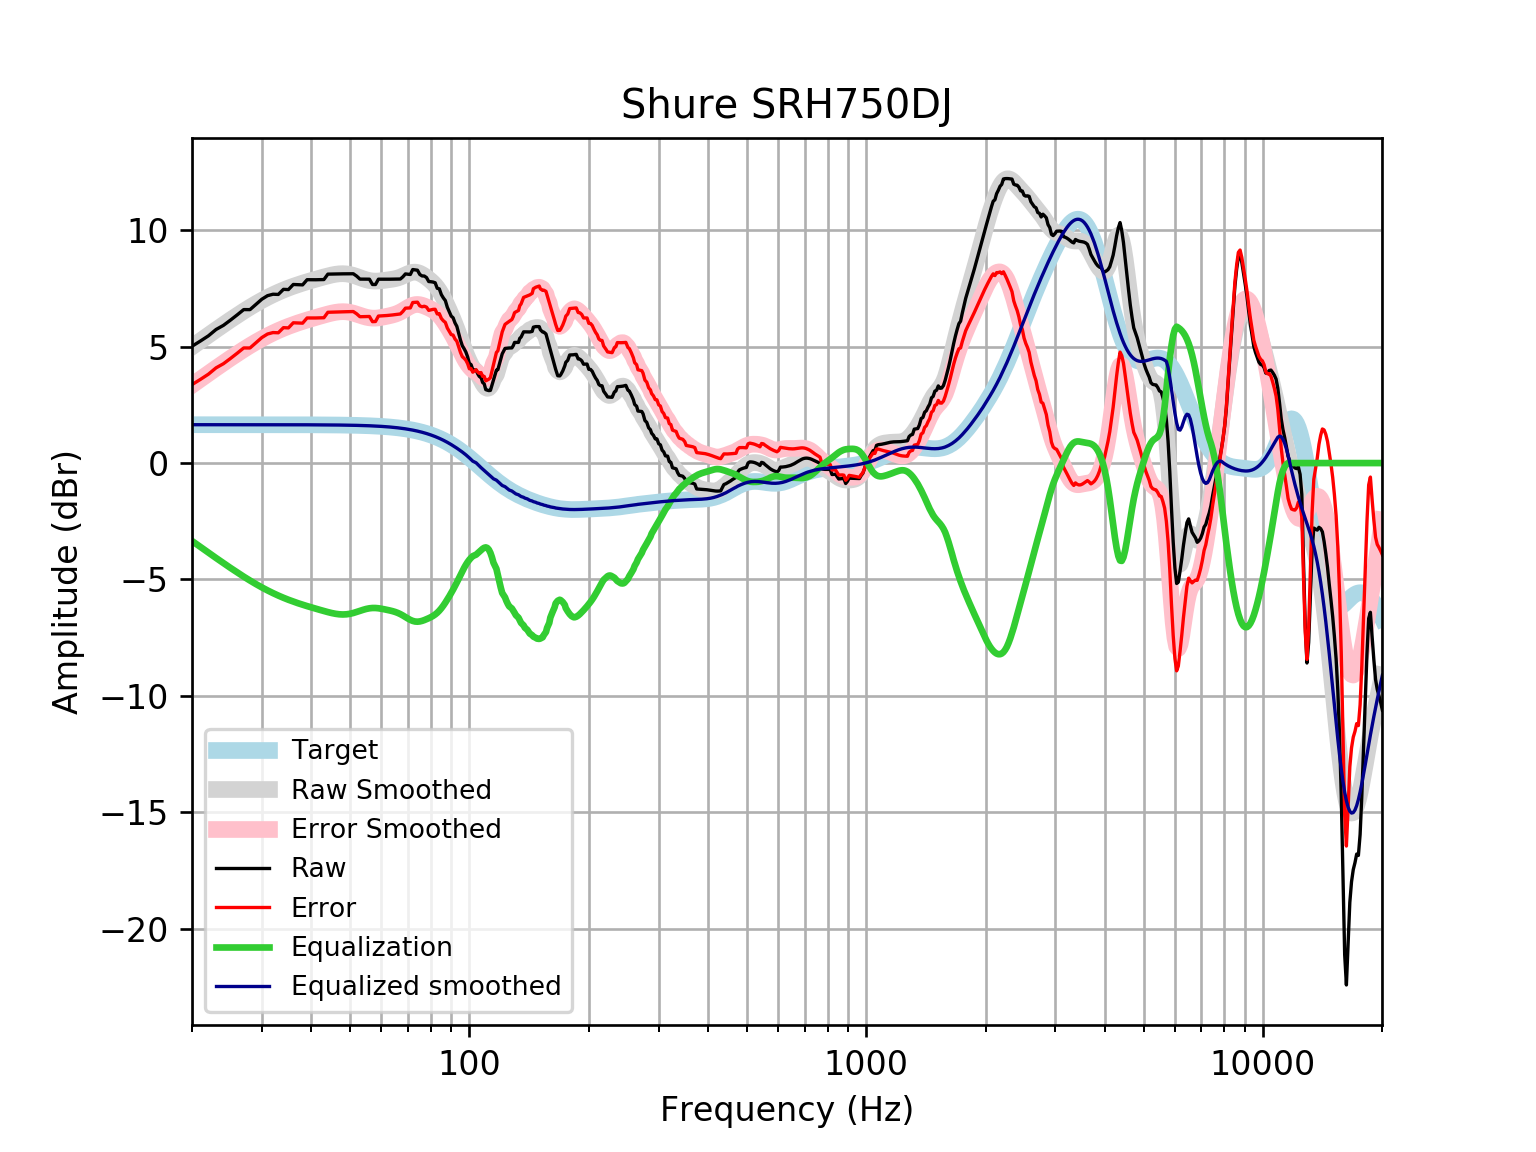 Shure SRH750DJ
Amplitude (dBr)
10
5
0
−5
−10
−15
−20
Target
Raw Smoothed
Error Smoothed
Raw
Error
Equalization
Equalized smoothed
100
1000
10000
Frequency (Hz)